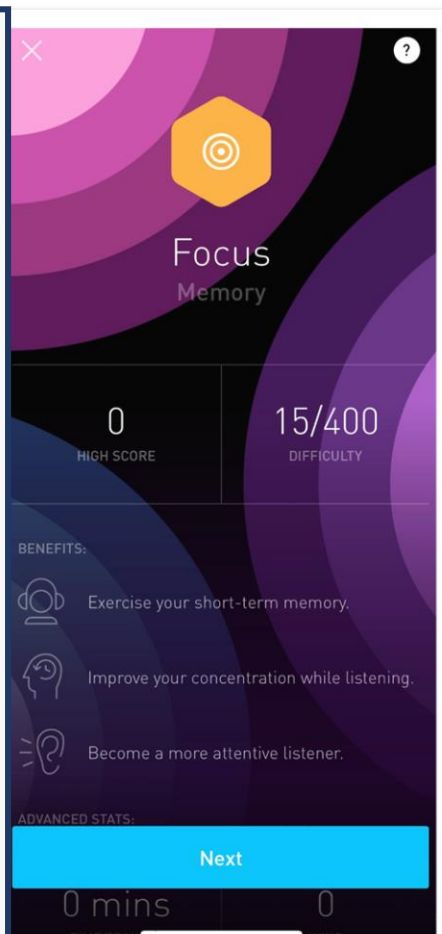 ?
Focus
Memory
0 15/400
HIGH SCORE DIFFICULTY
BENEFITS:
Exercise your short-term memory.
Improve your concentration while listening.
Become a more attentive listener.
ADVANCED STATS:
Next
0 mins 0